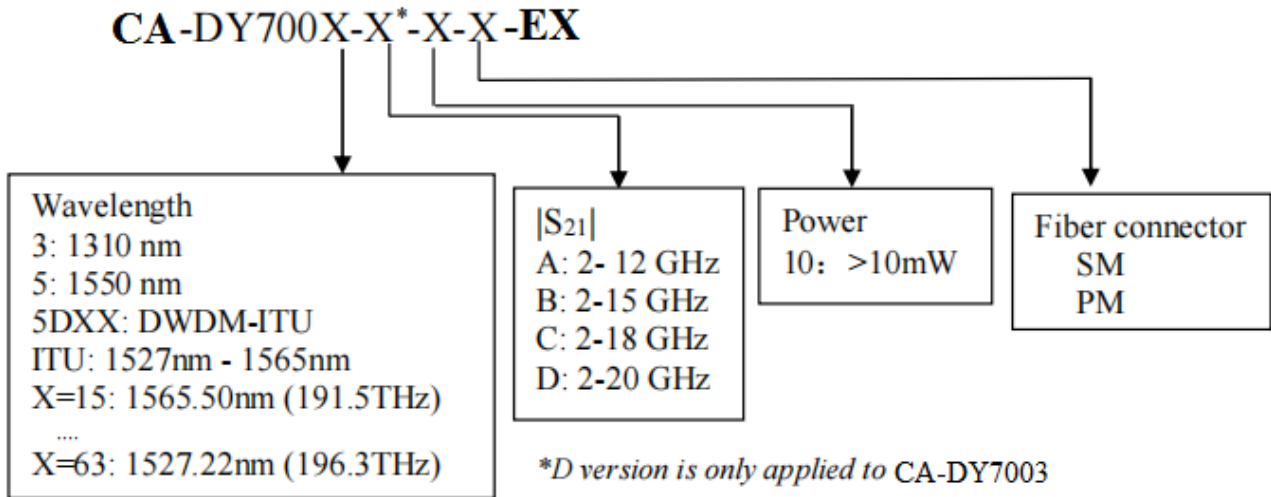 CA-DY700X-X*-X-X-EX
Wavelength
3: 1310 nm
5: 1550 nm
5DXX: DWDM-ITU
ITU: 1527nm - 1565nm
X=15: 1565.50nm (191.5THz)
....
X=63: 1527.22nm (196.3THz)
|S21|
A: 2- 12 GHz
B: 2-15 GHz
C: 2-18 GHz
D: 2-20 GHz
Power
10： >10mW
Fiber connector
SM
PM
*D version is only applied to CA-DY7003